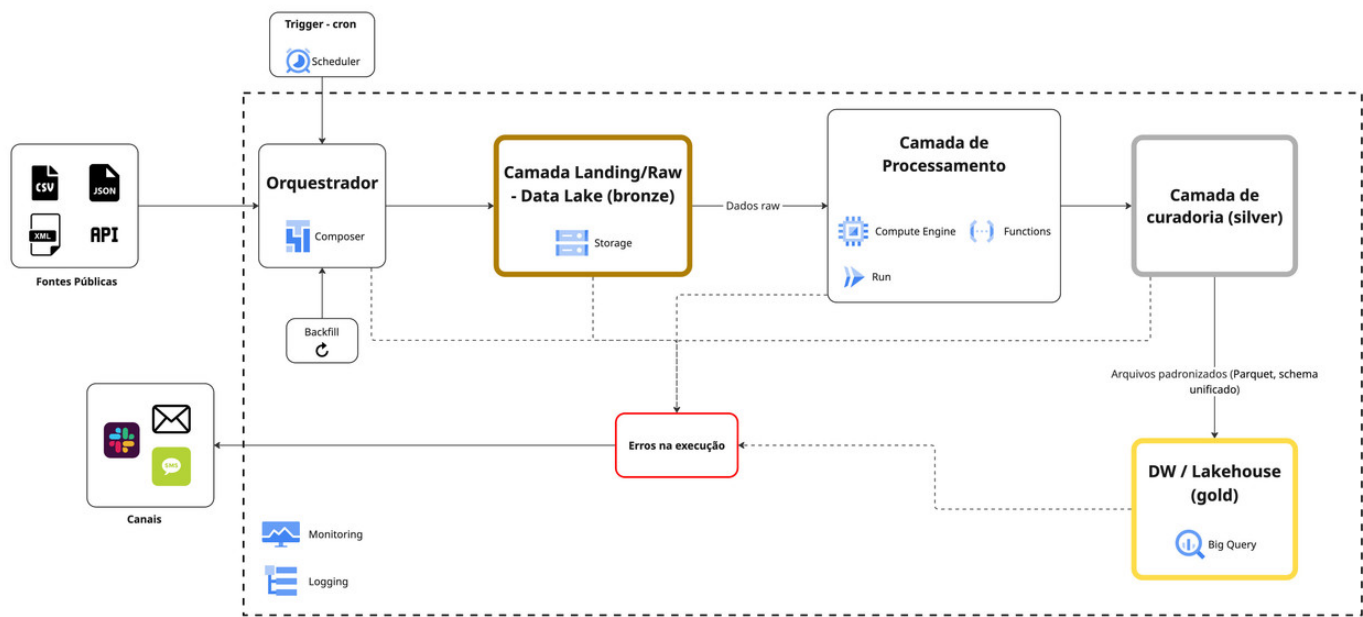 Trigger - cron
Scheduler
CSV
JSON
XML
API
Fontes Públicas
Orquestrador
Composer
Backfill
Camada Landing/Raw
- Data Lake (bronze)
Storage
Dados raw
Camada de
Processamento
Compute Engine
Functions
Run
Camada de
curadoria (silver)
Arquivos padronizados (Parquet, schema
unificado)
DW / Lakehouse
(gold)
Big Query
Erros na execução
SMS
Canais
Monitoring
Logging